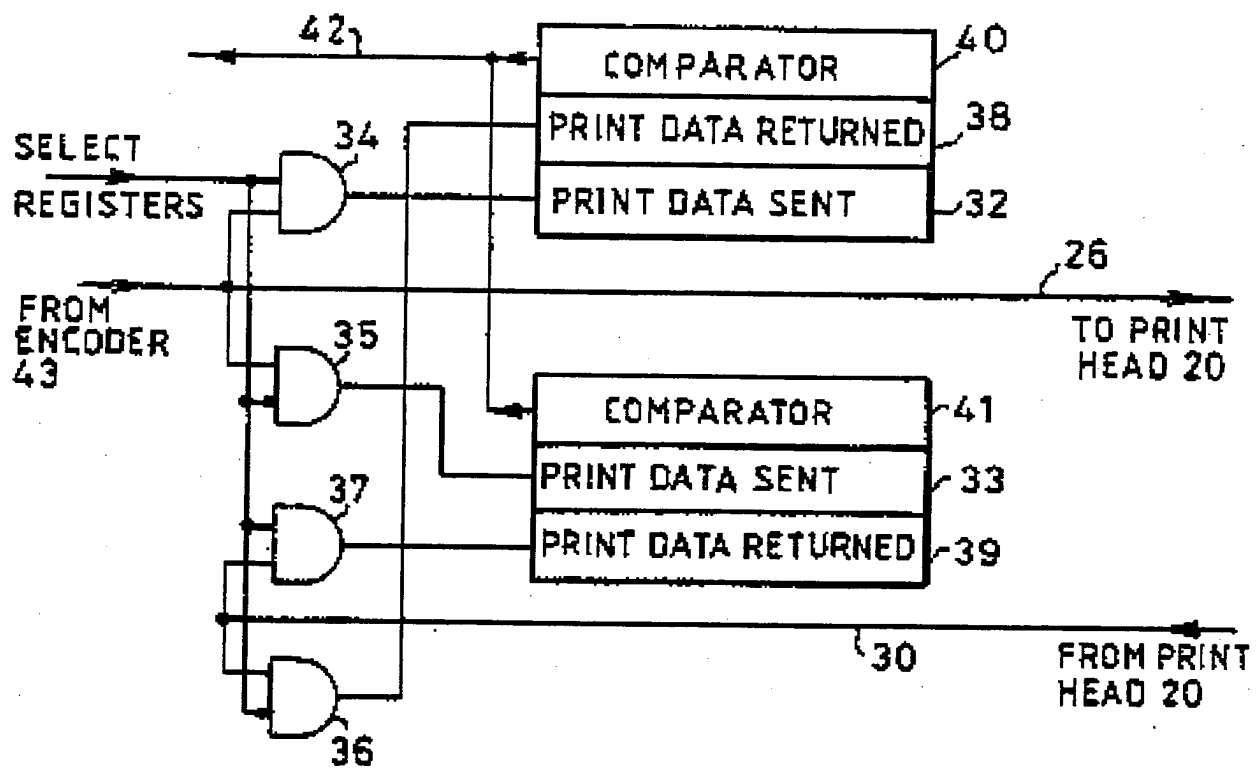 42
COMPARATOR
40
PRINT DATA RETURNED
38
PRINT DATA SENT
32
SELECT
REGISTERS
34
26
FROM
ENCODER
43
TO PRINT
HEAD 20
35
COMPARATOR
41
PRINT DATA SENT
33
37
PRINT DATA RETURNED
39
30
FROM PRINT
HEAD 20
36